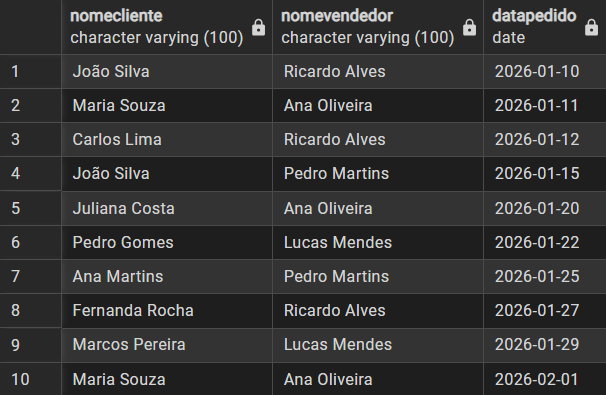 nomecliente nomevendedor datapedido
character varying (100) character varying (100) date
1 João Silva Ricardo Alves 2026-01-10
2 Maria Souza Ana Oliveira 2026-01-11
3 Carlos Lima Ricardo Alves 2026-01-12
4 João Silva Pedro Martins 2026-01-15
5 Juliana Costa Ana Oliveira 2026-01-20
6 Pedro Gomes Lucas Mendes 2026-01-22
7 Ana Martins Pedro Martins 2026-01-25
8 Fernanda Rocha Ricardo Alves 2026-01-27
9 Marcos Pereira Lucas Mendes 2026-01-29
10 Maria Souza Ana Oliveira 2026-02-01